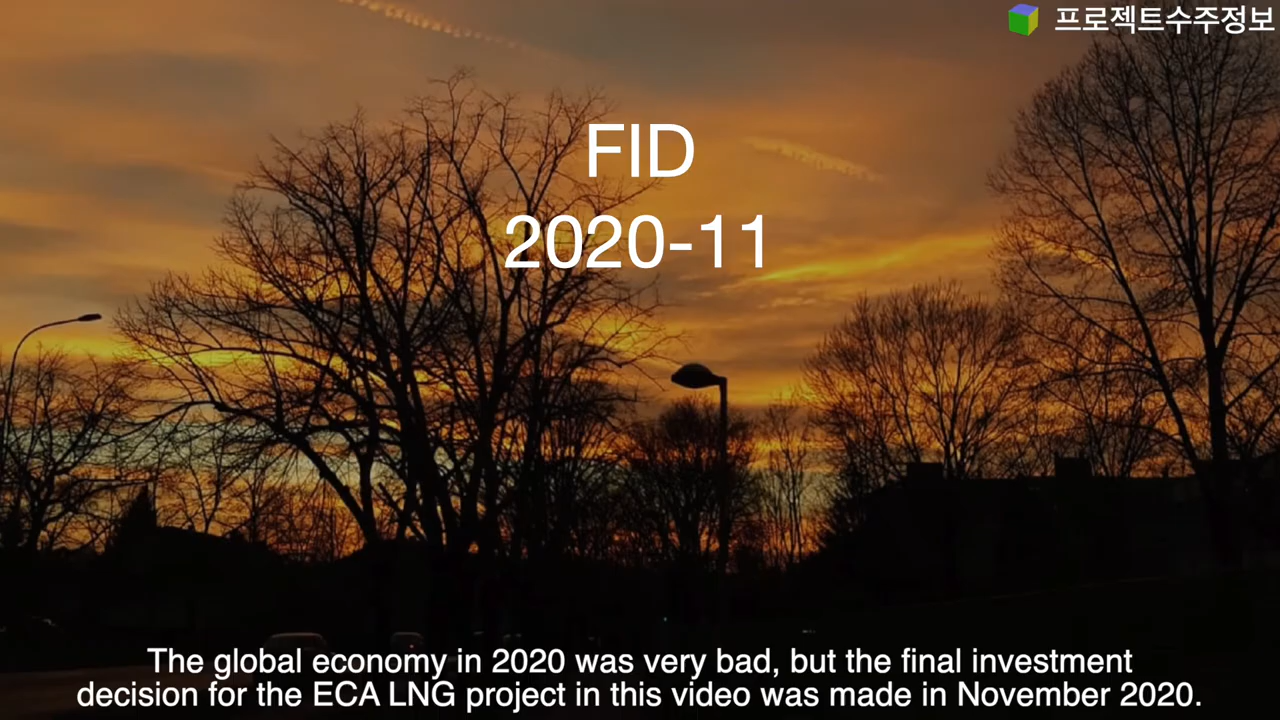 프로젝트수주정보
FID
2020-11
The global economy in 2020 was very bad, but the final investment
decision for the ECA LNG project in this video was made in November 2020.